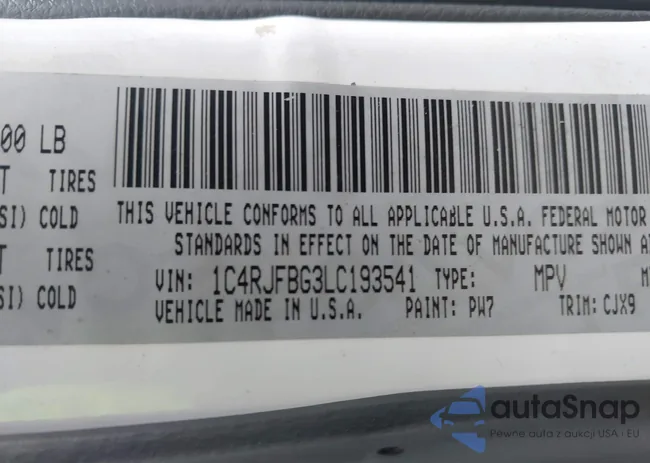 00 LB
T TIRES
SI) COLD
T TIRES
SI) COLD
THIS VEHICLE CONFORMS TO ALL APPLICABLE U.S.A. FEDERAL MOTOR
STANDARDS IN EFFECT ON THE DATE OF MANUFACTURE SHOWN A
VIN: 1C4RJFBG3LC193541 TYPE: MPV M
VEHICLE MADE IN U.S.A. PAINT: PW7 TRIM: CJX9
autaSnap
Pewne auta z aukcji USA i EU